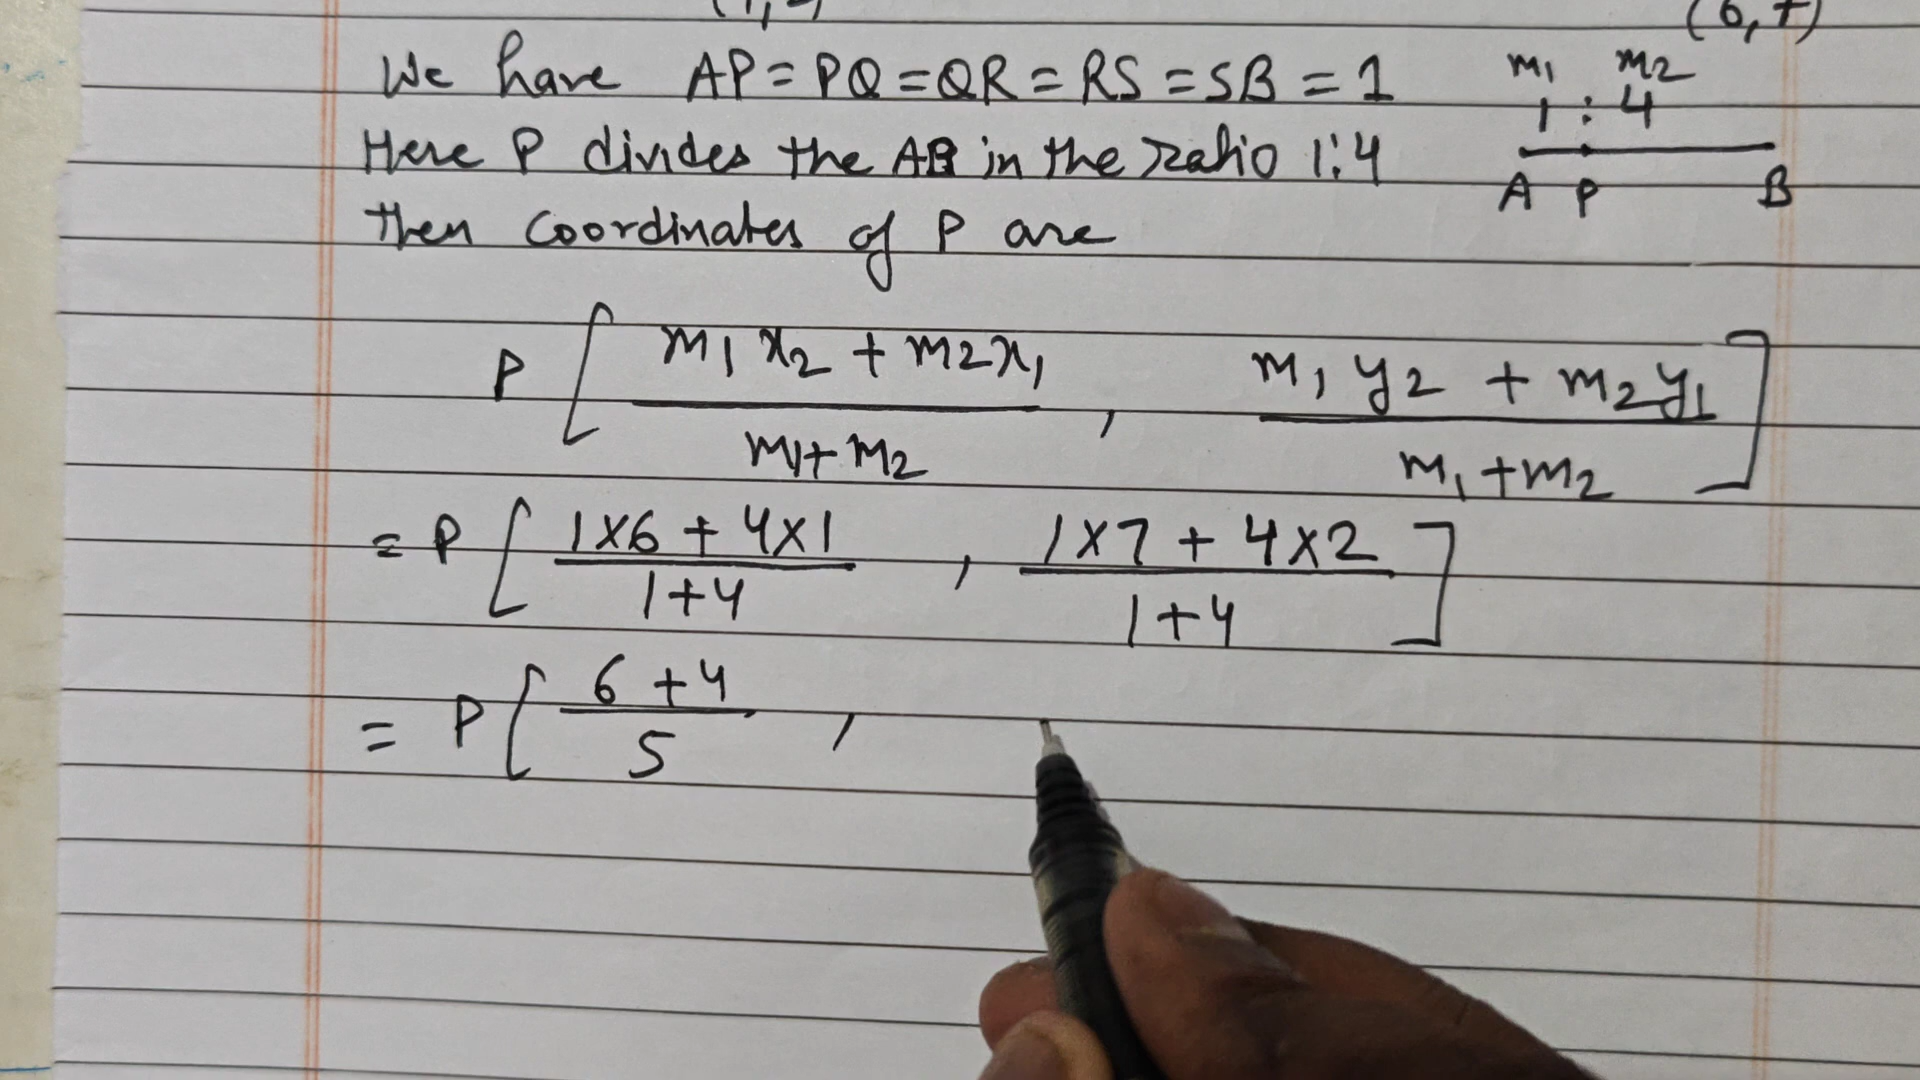 (6,7)
We have AP = PQ = QR = RS = SB = 1
m1 m2
1 : 4
Here P divides the AB in the ratio 1:4
A P B
then coordinates of P are
P [ m1 x2 + m2 x1 / m1 + m2 , m1 y2 + m2 y1 / m1 + m2 ]
= P [ 1×6 + 4×1 / 1+4 , 1×7 + 4×2 / 1+4 ]
= P [ 6 + 4 / 5 ,